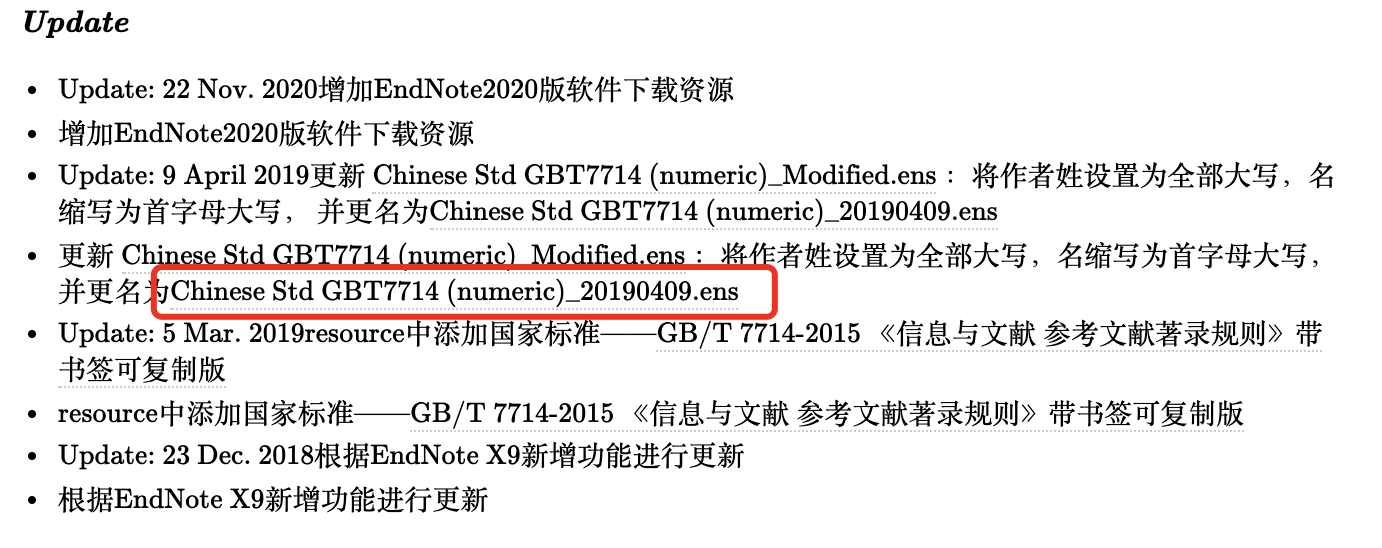 Update
• Update: 22 Nov. 2020增加EndNote2020版软件下载资源
• 增加EndNote2020版软件下载资源
• Update: 9 April 2019更新 Chinese Std GBT7714 (numeric)_Modified.ens ：将作者姓设置为全部大写，名
缩写为首字母大写， 并更名为Chinese Std GBT7714 (numeric)_20190409.ens
• 更新 Chinese Std GBT7714 (numeric)_Modified.ens ：将作者姓设置为全部大写，名缩写为首字母大写，
并更名为Chinese Std GBT7714 (numeric)_20190409.ens
• Update: 5 Mar. 2019resource中添加国家标准——GB/T 7714-2015 《信息与文献 参考文献著录规则》带
书签可复制版
• resource中添加国家标准——GB/T 7714-2015 《信息与文献 参考文献著录规则》带书签可复制版
• Update: 23 Dec. 2018根据EndNote X9新增功能进行更新
• 根据EndNote X9新增功能进行更新